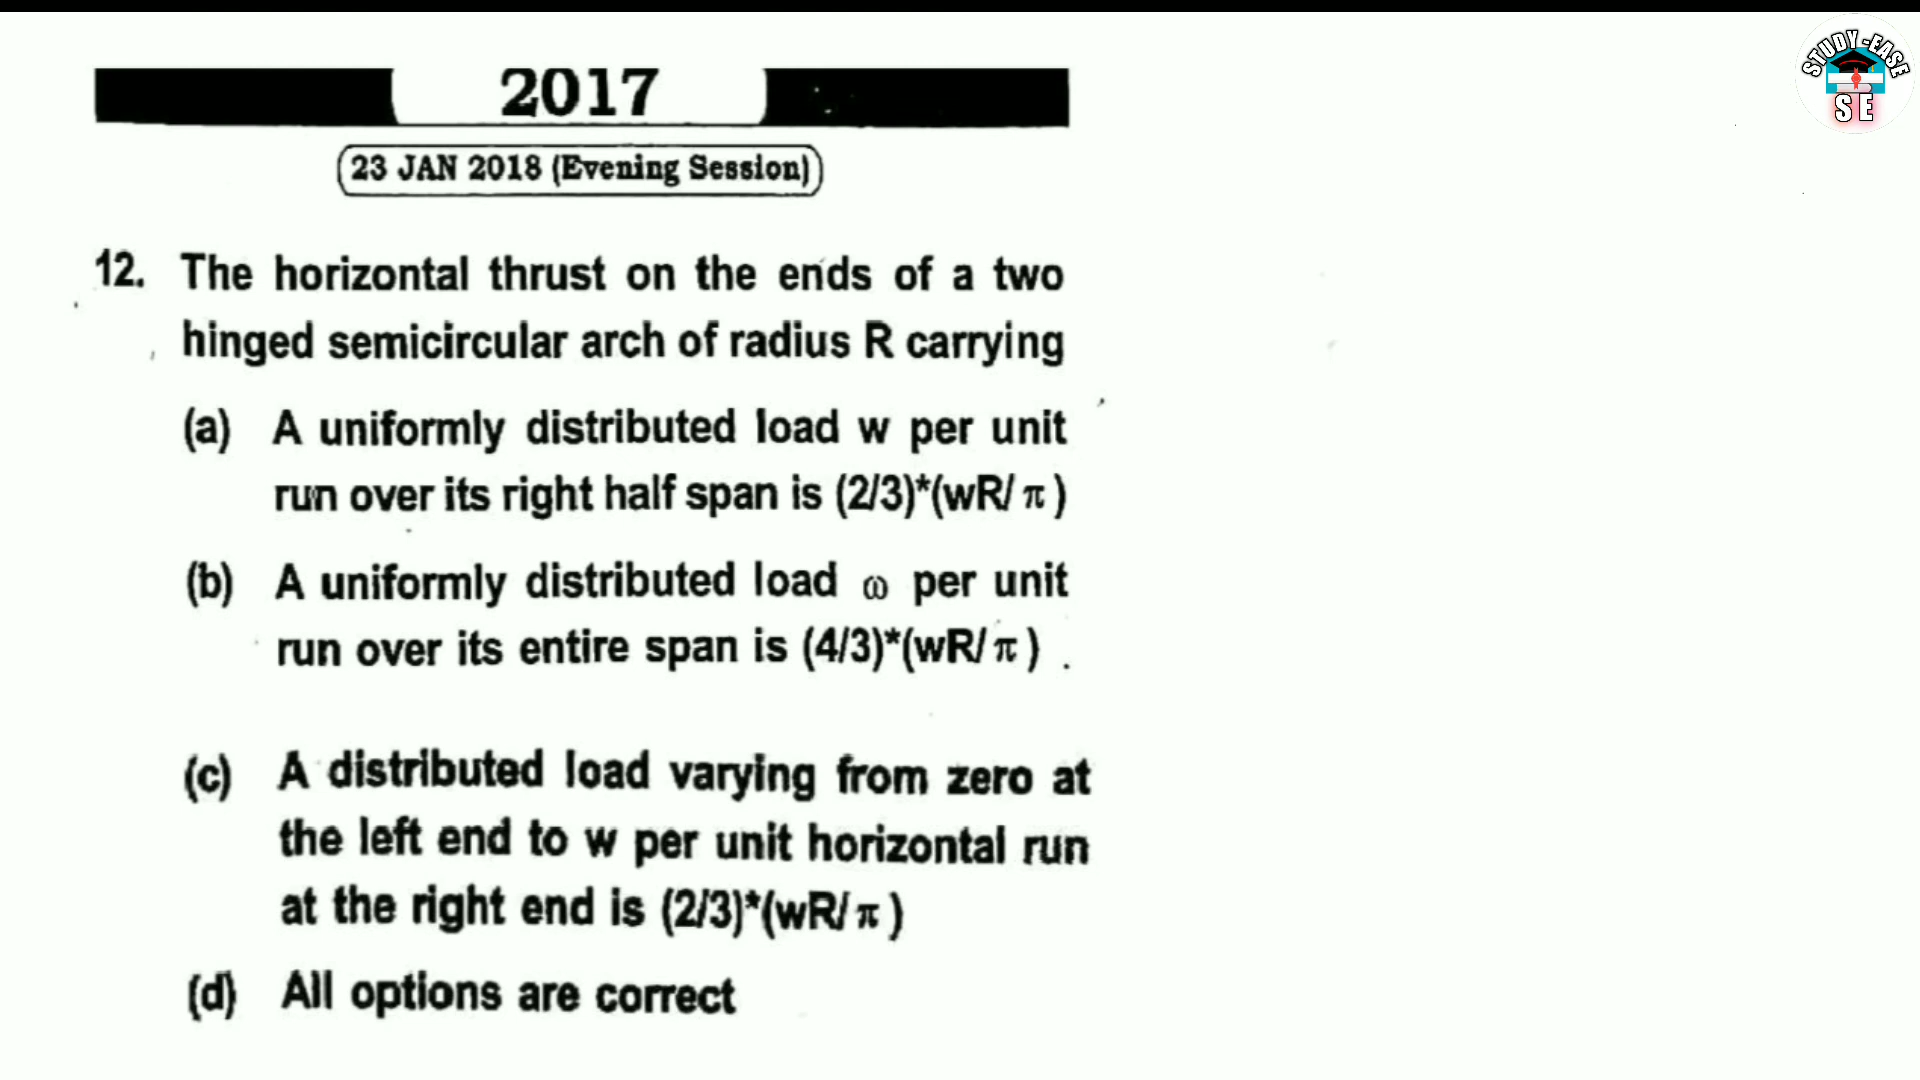 STUDY-EASE
S E
2017
23 JAN 2018 (Evening Session)
12. The horizontal thrust on the ends of a two
hinged semicircular arch of radius R carrying
(a) A uniformly distributed load w per unit
run over its right half span is (2/3)*(wR/ π )
(b) A uniformly distributed load ω per unit
run over its entire span is (4/3)*(wR/ π ) .
(c) A distributed load varying from zero at
the left end to w per unit horizontal run
at the right end is (2/3)*(wR/ π )
(d) All options are correct